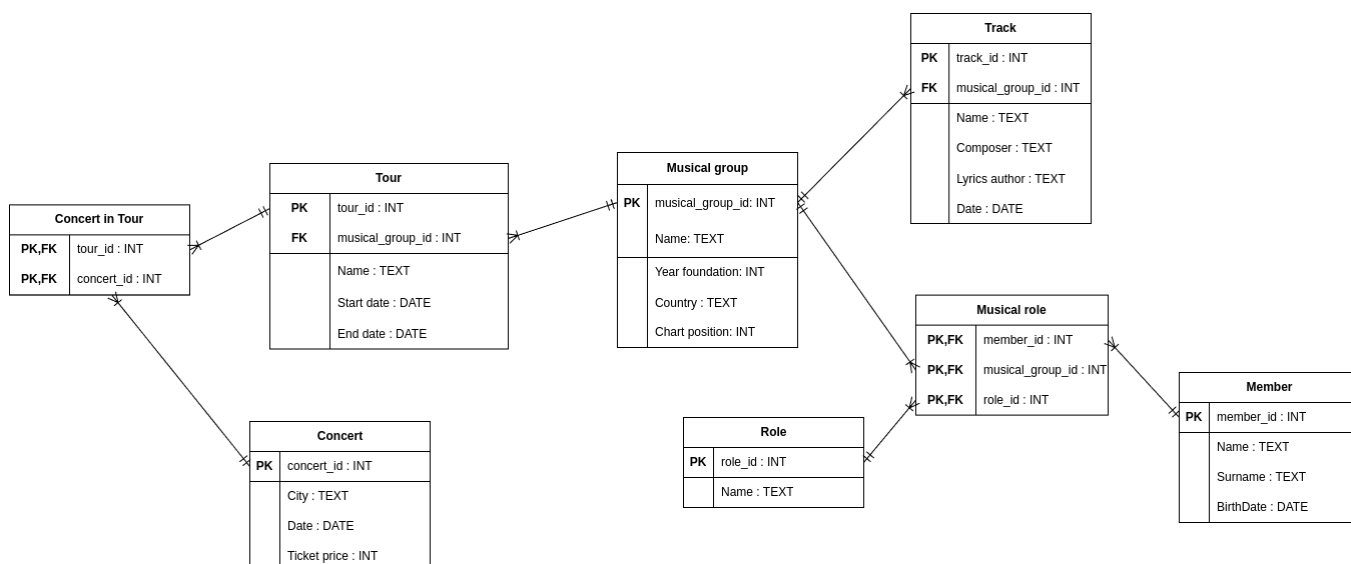 Track
PK track_id : INT
FK musical_group_id : INT
Name : TEXT
Composer : TEXT
Lyrics author : TEXT
Date : DATE
Musical group
PK musical_group_id: INT
Name: TEXT
Year foundation: INT
Country : TEXT
Chart position: INT
Tour
PK tour_id : INT
FK musical_group_id : INT
Name : TEXT
Start date : DATE
End date : DATE
Concert in Tour
PK,FK tour_id : INT
PK,FK concert_id : INT
Musical role
PK,FK member_id : INT
PK,FK musical_group_id : INT
PK,FK role_id : INT
Member
PK member_id : INT
Name : TEXT
Surname : TEXT
BirthDate : DATE
Role
PK role_id : INT
Name : TEXT
Concert
PK concert_id : INT
City : TEXT
Date : DATE
Ticket price : INT